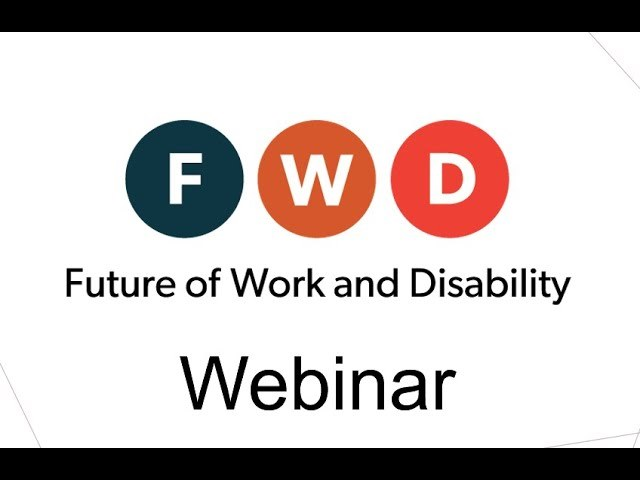 F W D
Future of Work and Disability
Webinar